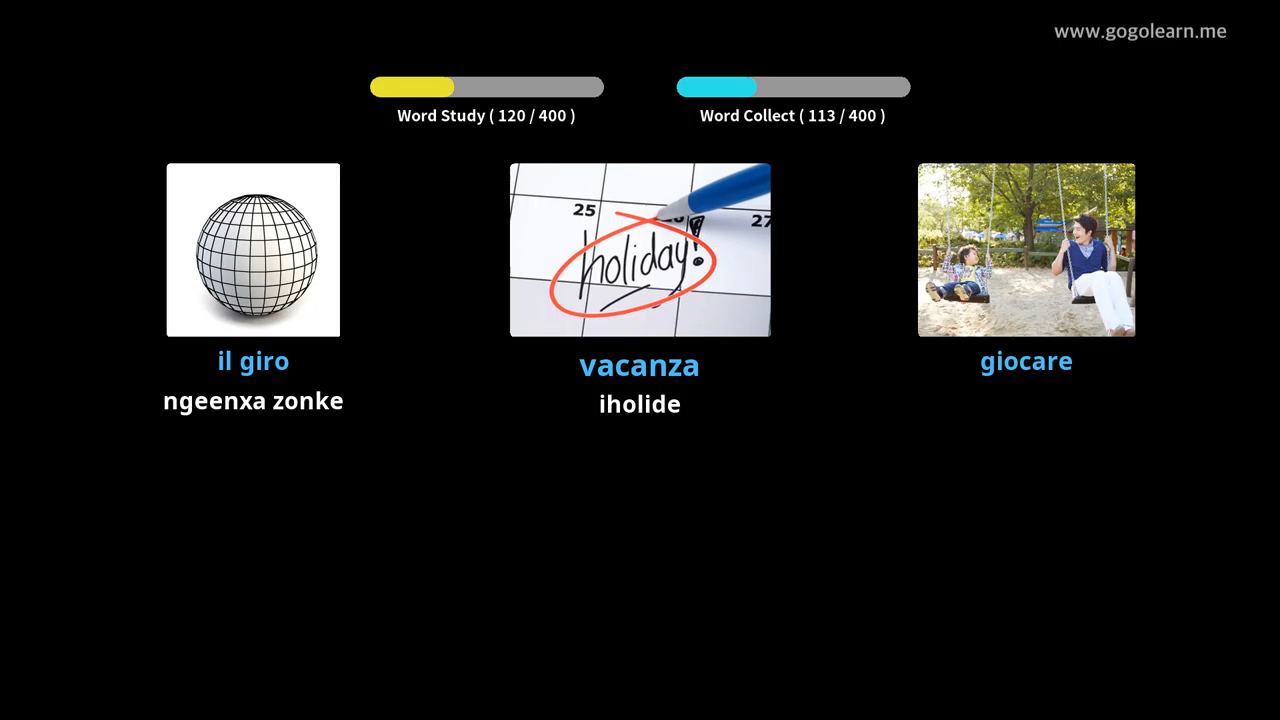 www.gogolearn.me
Word Study ( 120 / 400 )
Word Collect ( 113 / 400 )
25
27
holiday!
il giro
vacanza
giocare
ngeenxa zonke
iholide